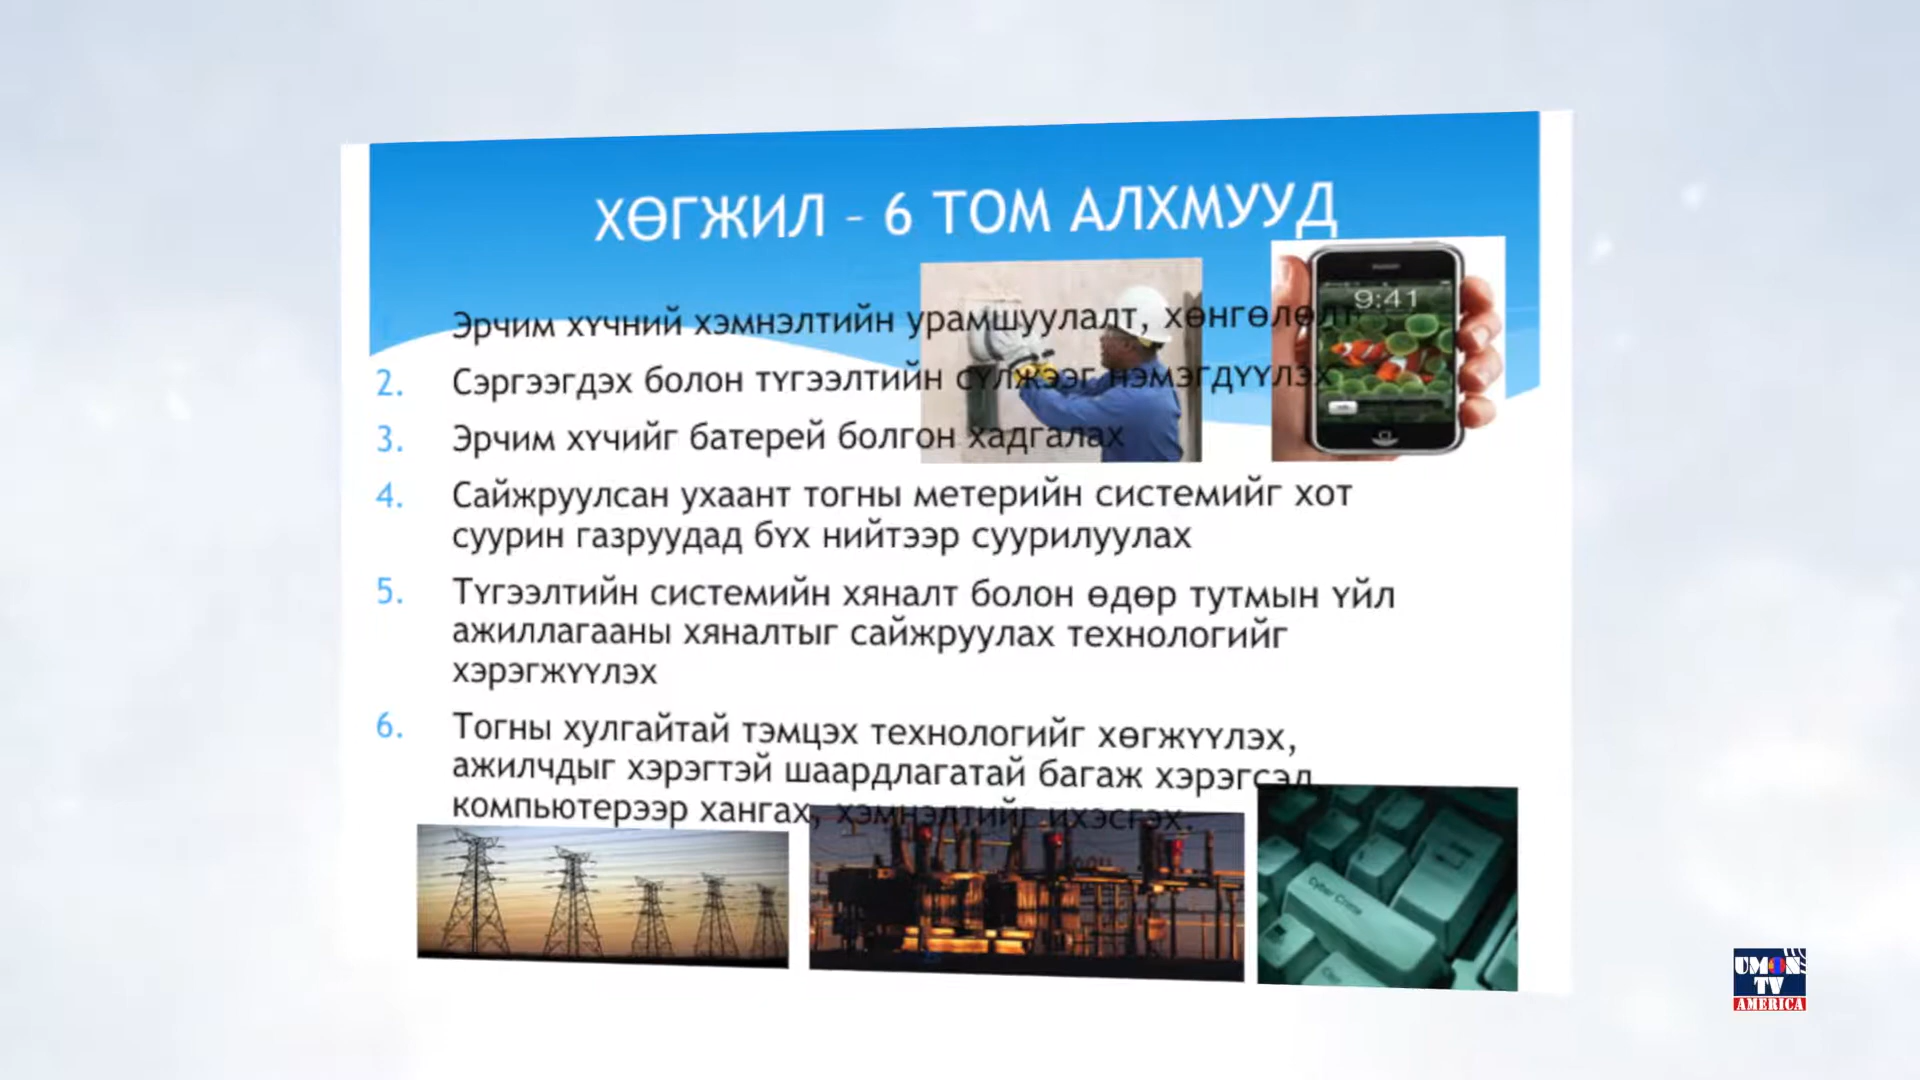 ХӨГЖИЛ – 6 ТОМ АЛХМУУД
9:41
Эрчим хүчний хэмнэлтийн урамшуулалт, хөнгөлөлт
2. Сэргээгдэх болон түгээлтийн сүлжээг нэмэгдүүлэх
3. Эрчим хүчийг батерей болгон хадгалах
4. Сайжруулсан ухаант тогны метерийн системийг хот
суурин газруудад бүх нийтээр суурилуулах
5. Түгээлтийн системийн хяналт болон өдөр тутмын үйл
ажиллагааны хяналтыг сайжруулах технологийг
хэрэгжүүлэх
6. Тогны хулгайтай тэмцэх технологийг хөгжүүлэх,
ажилчдыг хэрэгтэй шаардлагатай багаж хэрэгсэл
компьютерээр хангах, хэмнэлтийг ихэсгэх.
Cyber Crime
UMON
TV
AMERICA